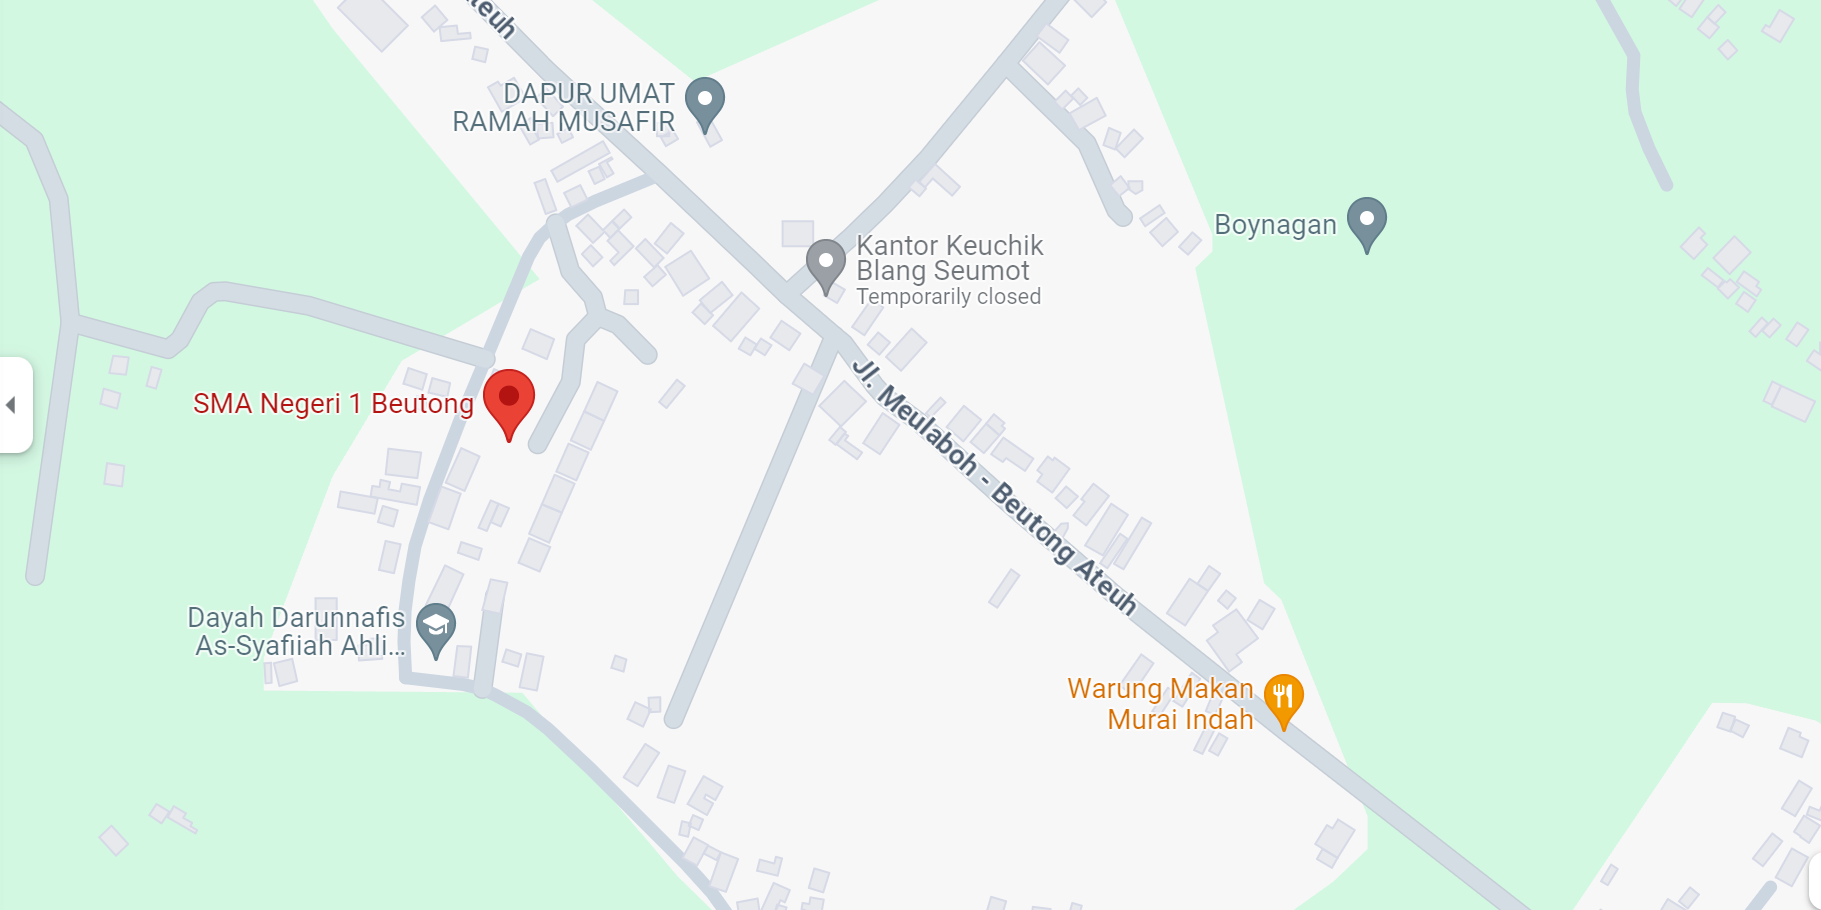 Ateuh
DAPUR UMAT
RAMAH MUSAFIR
Boynagan
Kantor Keuchik
Blang Seumot
Temporarily closed
SMA Negeri 1 Beutong
Jl. Meulaboh - Beutong Ateuh
Dayah Darunnafis
As-Syafiiah Ahli...
Warung Makan
Murai Indah